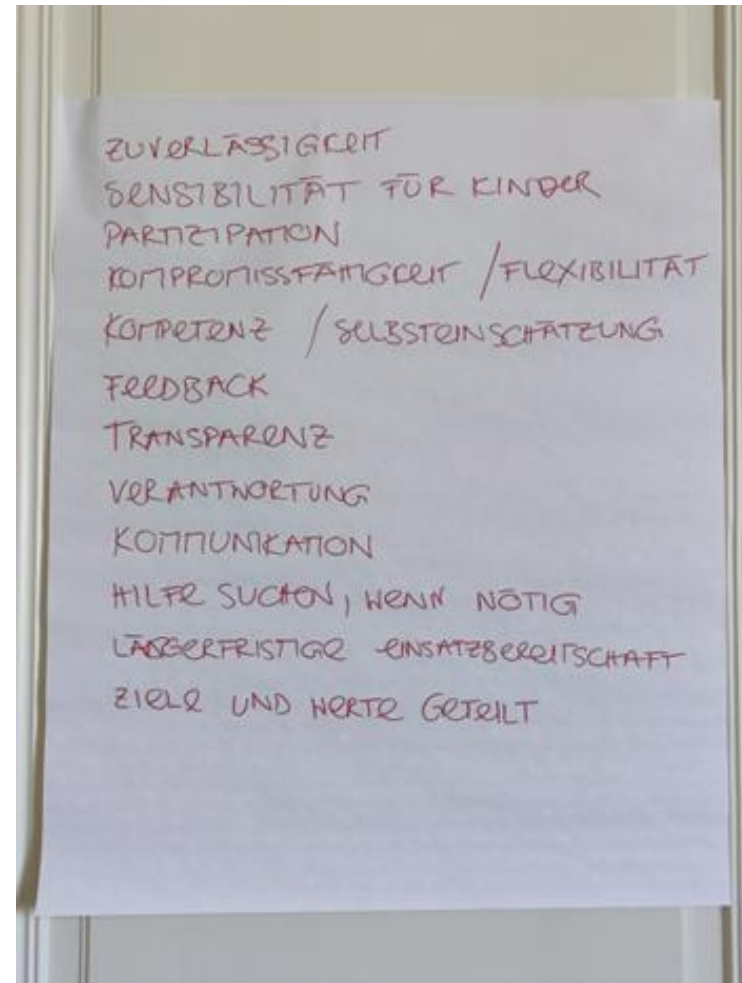 ZUVERLÄSSIGKEIT
SENSIBILITÄT FÜR KINDER
PARTIZIPATION
KOMPROMISSFÄHIGKEIT / FLEXIBILITÄT
KOMPETENZ / SELBSTEINSCHÄTZUNG
FEEDBACK
TRANSPARENZ
VERANTWORTUNG
KOMMUNIKATION
HILFE SUCHEN, WENN NÖTIG
LÄNGERFRISTIGE EINSATZBEREITSCHAFT
ZIELE UND WERTE GETEILT